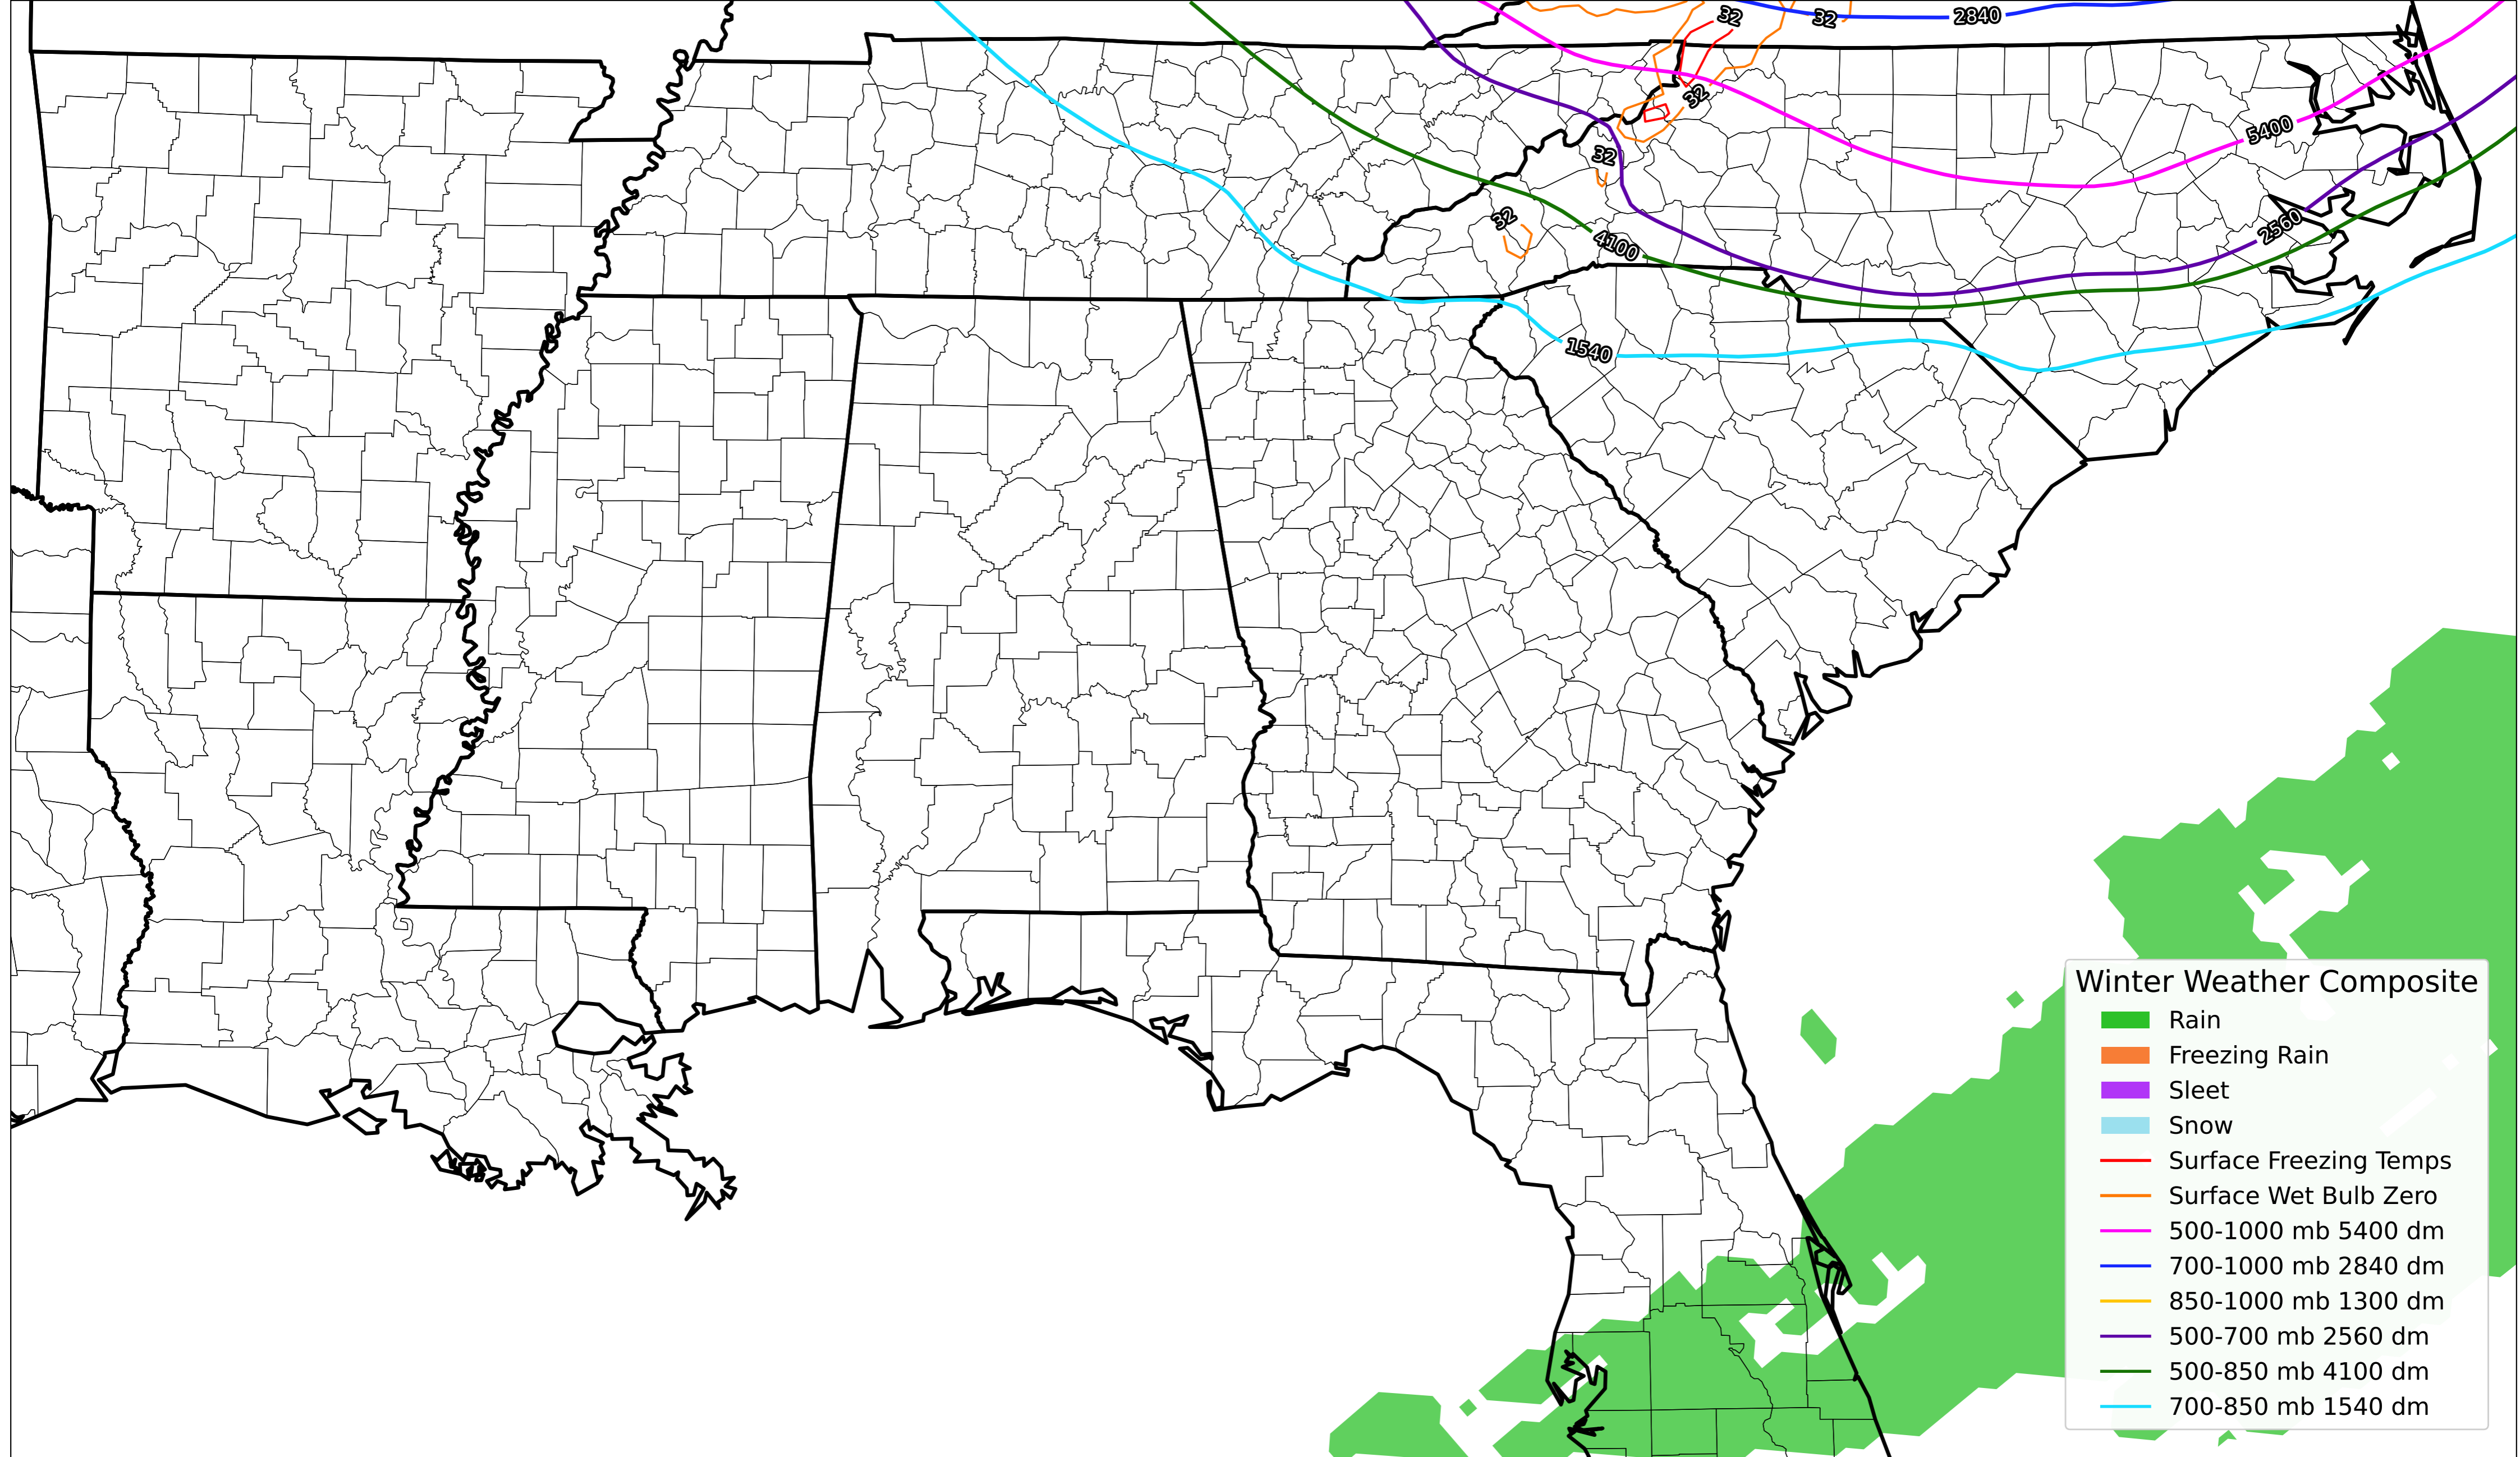 32
32
2840
32
5400
32
32
4100
2560
1540
Winter Weather Composite
Rain
Freezing Rain
Sleet
Snow
Surface Freezing Temps
Surface Wet Bulb Zero
500-1000 mb 5400 dm
700-1000 mb 2840 dm
850-1000 mb 1300 dm
500-700 mb 2560 dm
500-850 mb 4100 dm
700-850 mb 1540 dm